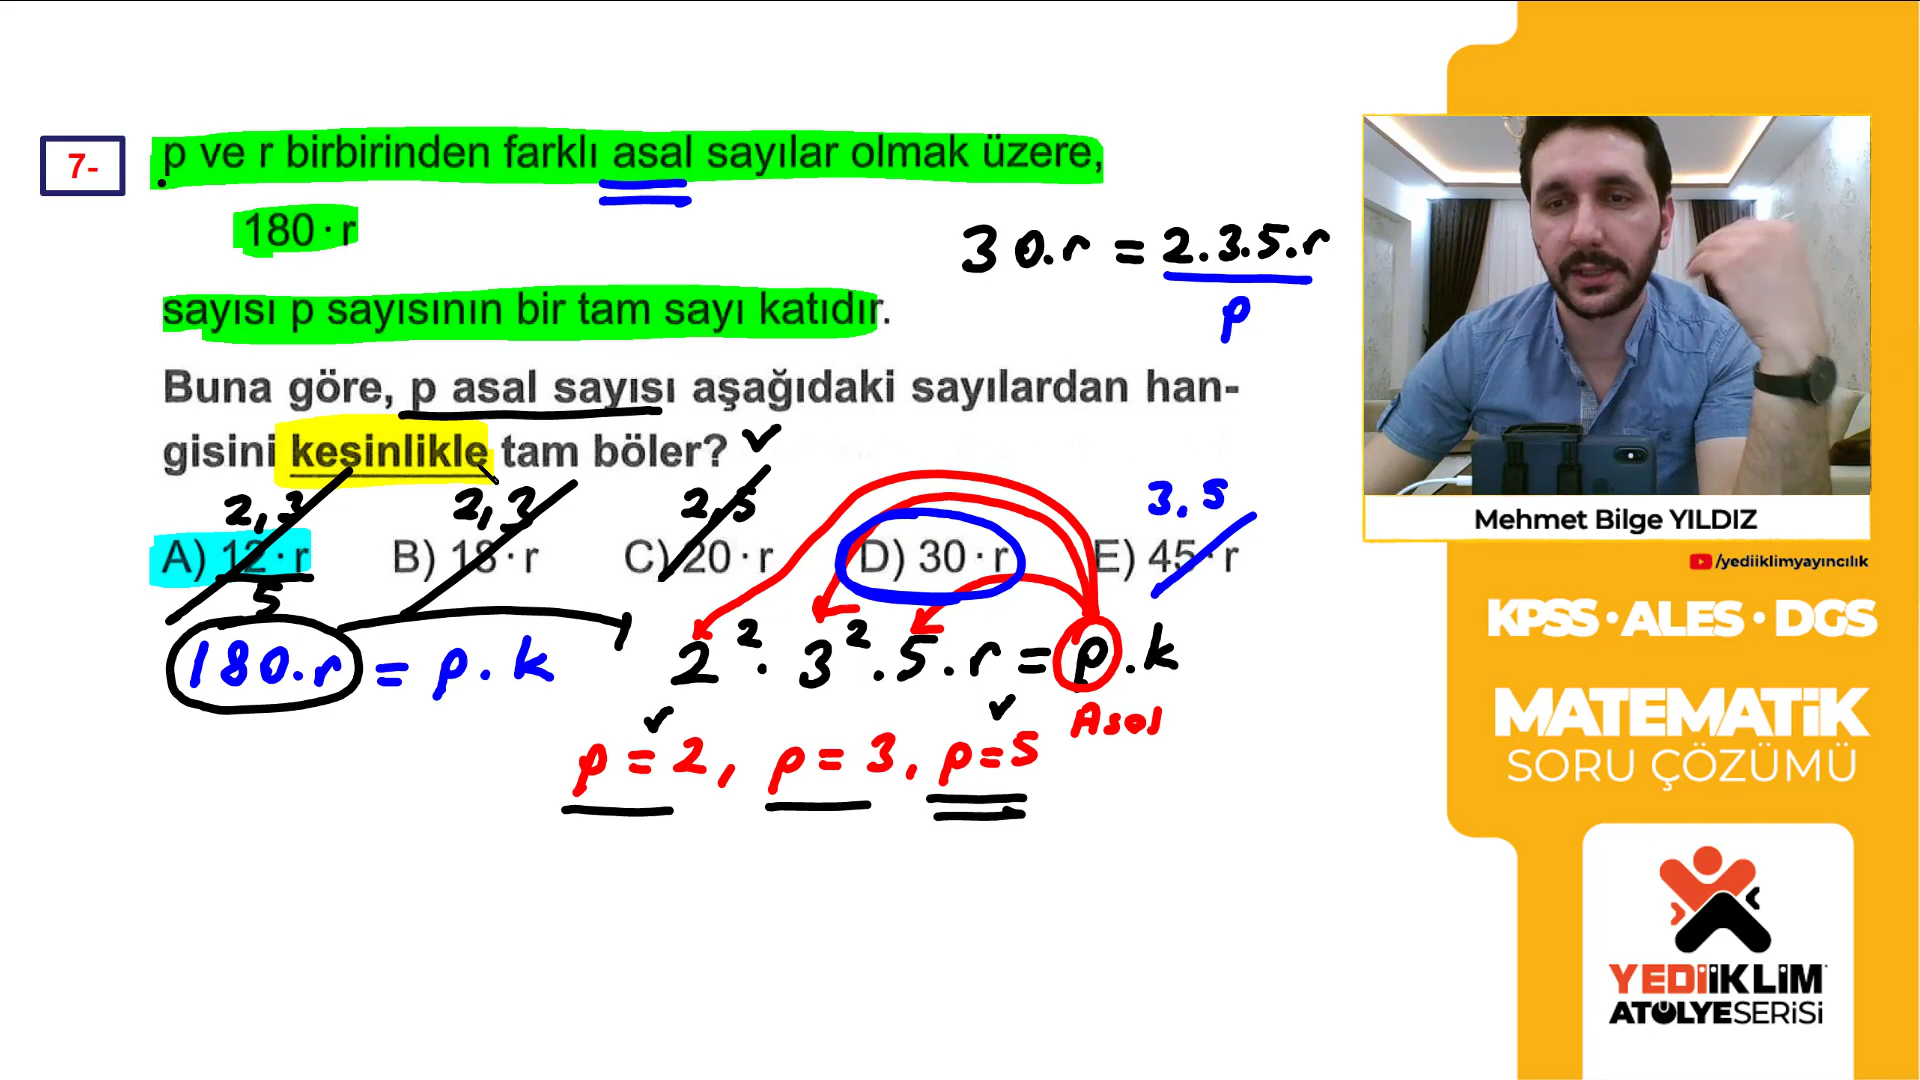 7-
p ve r birbirinden farklı asal sayılar olmak üzere,
180·r
30.r = 2.3.5.r
p
sayısı p sayısının bir tam sayı katıdır.
Buna göre, p asal sayısı aşağıdaki sayılardan han-
gisini kesinlikle tam böler? ✓
2,3 2,3 2,5 3,5
A) 12·r B) 18·r C) 20·r D) 30·r E) 45·r
5
180.r = p.k 2².3².5.r = p.k
✓ ✓ Asal
p=2, p=3, p=5
Mehmet Bilge YILDIZ
/yediiklimyayıncılık
KPSS • ALES • DGS
MATEMATİK
SORU ÇÖZÜMÜ
YEDİİKLİM
ATÖLYESERİSİ